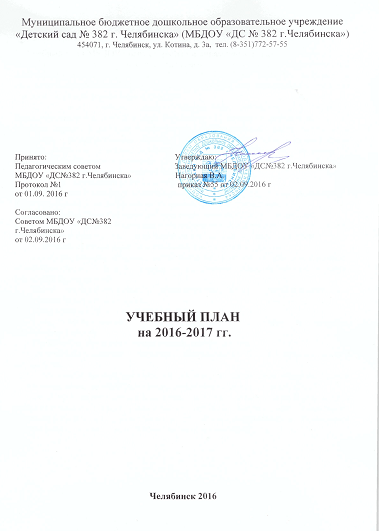 Муниципальное бюджетное дошкольное образовательное учреждение
«Детский сад № 382 г. Челябинска» (МБДОУ «ДС № 382 г.Челябинска»)
454071, г. Челябинск, ул. Котина, д. 3а, тел. (8-351)772-57-55
Принято:
Педагогическим советом
МБДОУ «ДС№382 г.Челябинска»
Протокол №1
от 01.09. 2016 г
Утверждаю:
Заведующий МБДОУ «ДС№382 г.Челябинска»
Нагорная В.А.
приказ №55 от 02.09.2016 г
Согласовано:
Советом МБДОУ «ДС№382
г.Челябинска»
от 02.09.2016 г
УЧЕБНЫЙ ПЛАН
на 2016-2017 гг.
Челябинск 2016